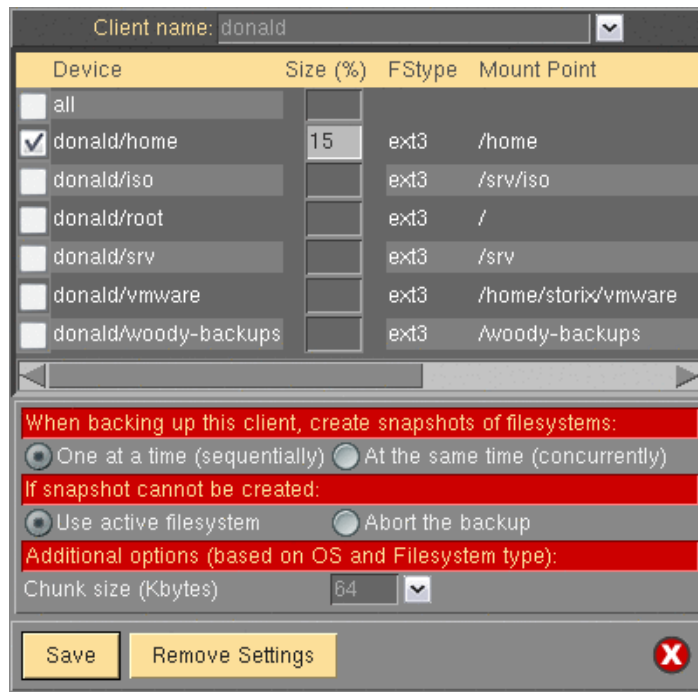 Client name: donald
Device Size (%) FStype Mount Point
all
donald/home 15 ext3 /home
donald/iso ext3 /srv/iso
donald/root ext3 /
donald/srv ext3 /srv
donald/vmware ext3 /home/storix/vmware
donald/woody-backups ext3 /woody-backups
When backing up this client, create snapshots of filesystems:
One at a time (sequentially) At the same time (concurrently)
If snapshot cannot be created:
Use active filesystem Abort the backup
Additional options (based on OS and Filesystem type):
Chunk size (Kbytes) 64
Save Remove Settings